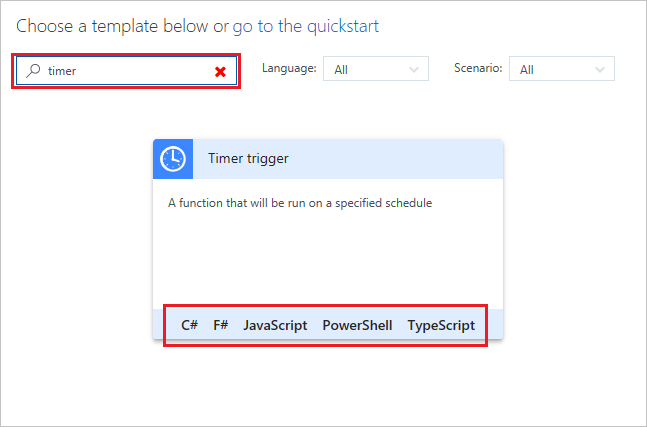 Choose a template below or go to the quickstart
timer
Language: All
Scenario: All
Timer trigger
A function that will be run on a specified schedule
C# F# JavaScript PowerShell TypeScript